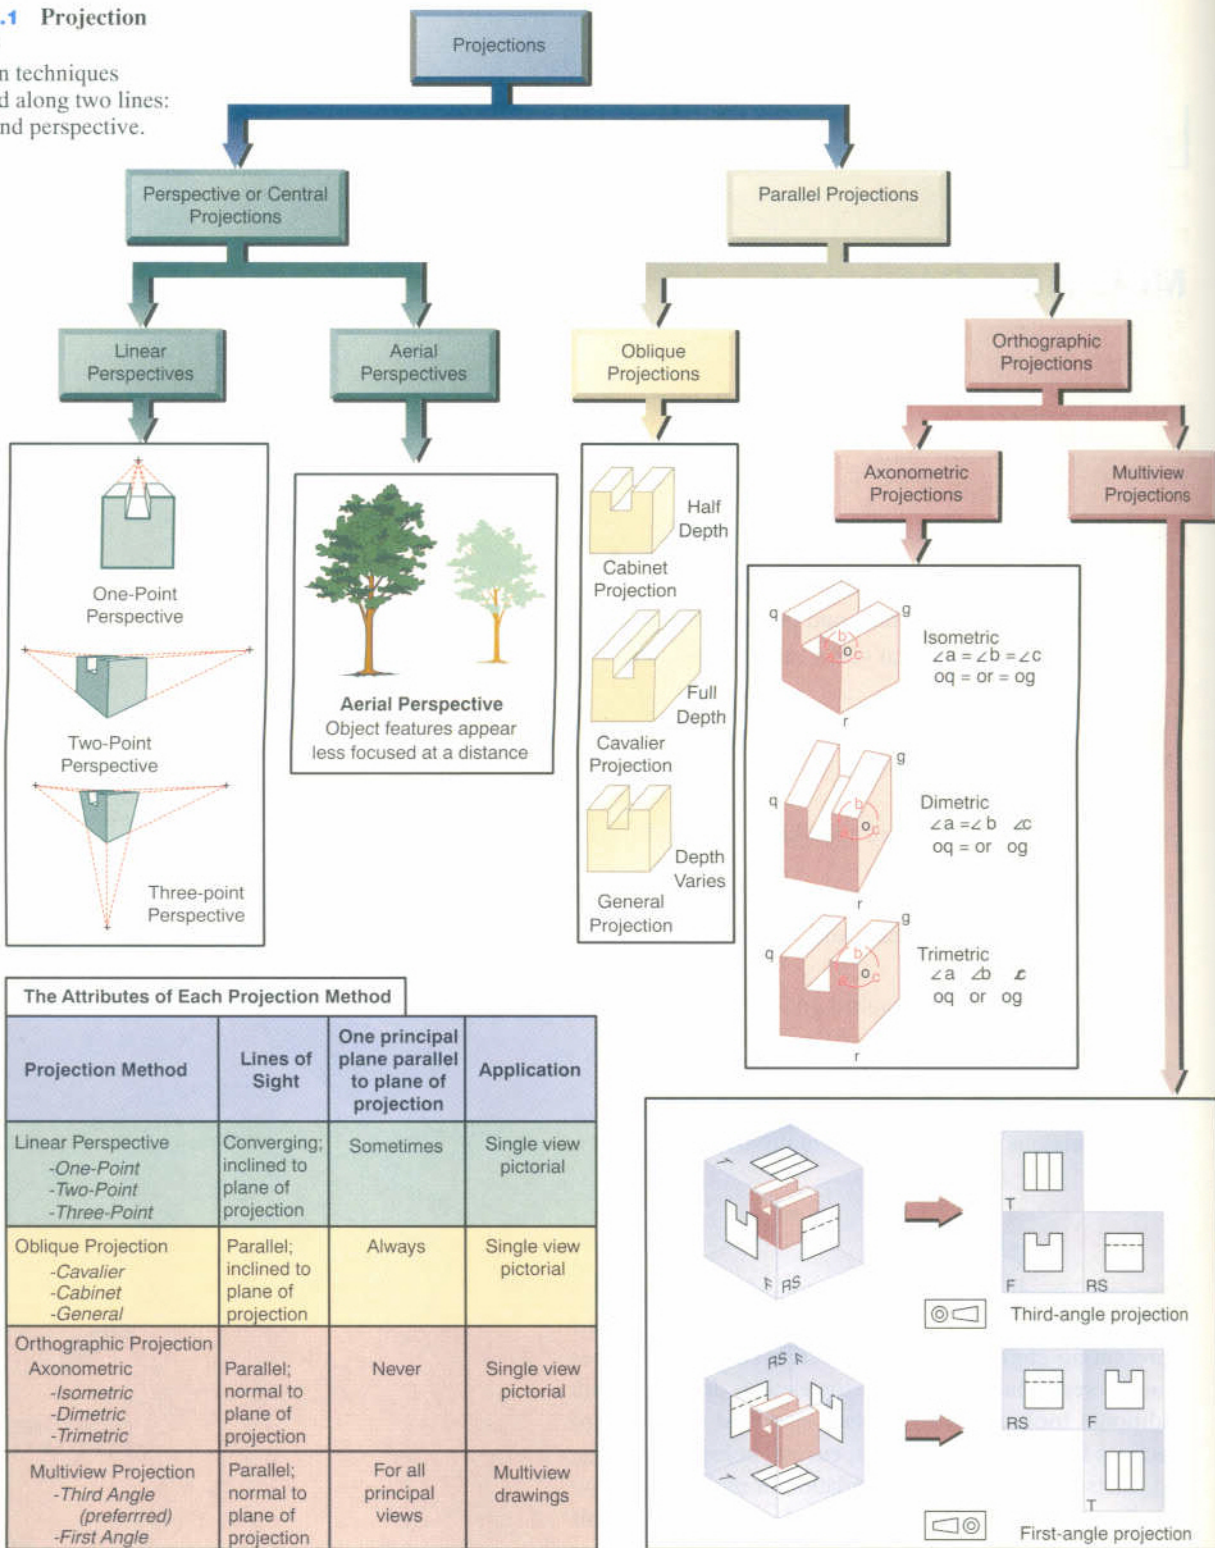 .1 Projection
n techniques
d along two lines:
nd perspective.
Projections
Perspective or Central
Projections
Parallel Projections
Linear
Perspectives
Aerial
Perspectives
Oblique
Projections
Orthographic
Projections
Axonometric
Projections
Multiview
Projections
One-Point
Perspective
Two-Point
Perspective
Three-point
Perspective
Aerial Perspective
Object features appear
less focused at a distance
Half
Depth
Cabinet
Projection
Full
Depth
Cavalier
Projection
Depth
Varies
General
Projection
q
g
b
o
c
r
Isometric
∠a = ∠b = ∠c
oq = or = og
q
g
b
o
c
r
Dimetric
∠a = ∠b ∠c
oq = or og
q
g
b
o
c
r
Trimetric
∠a ∠b ∠c
oq or og
The Attributes of Each Projection Method
Projection Method
Lines of
Sight
One principal
plane parallel
to plane of
projection
Application
Linear Perspective
-One-Point
-Two-Point
-Three-Point
Converging;
inclined to
plane of
projection
Sometimes
Single view
pictorial
Oblique Projection
-Cavalier
-Cabinet
-General
Parallel;
inclined to
plane of
projection
Always
Single view
pictorial
Orthographic Projection
Axonometric
-Isometric
-Dimetric
-Trimetric
Parallel;
normal to
plane of
projection
Never
Single view
pictorial
Multiview Projection
-Third Angle
(preferrred)
-First Angle
Parallel;
normal to
plane of
projection
For all
principal
views
Multiview
drawings
T
F RS
T
F
RS
Third-angle projection
RS F
T
RS
F
T
First-angle projection